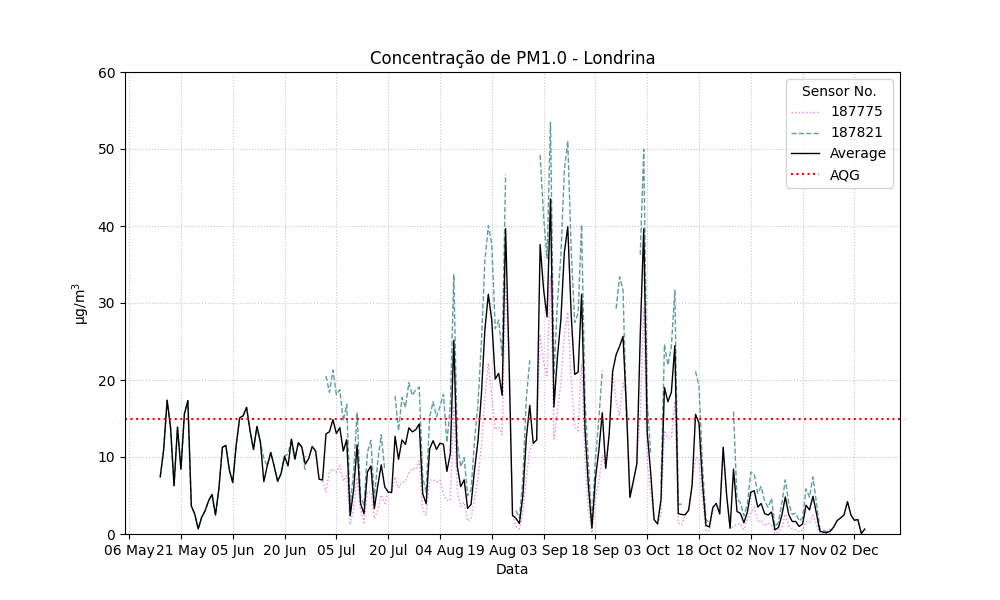 Concentração de PM1.0 - Londrina
60
50
40
30
20
10
0
µg/m³
Sensor No.
187775
187821
Average
AQG
06 May 21 May 05 Jun 20 Jun 05 Jul 20 Jul 04 Aug 19 Aug 03 Sep 18 Sep 03 Oct 18 Oct 02 Nov 17 Nov 02 Dec
Data